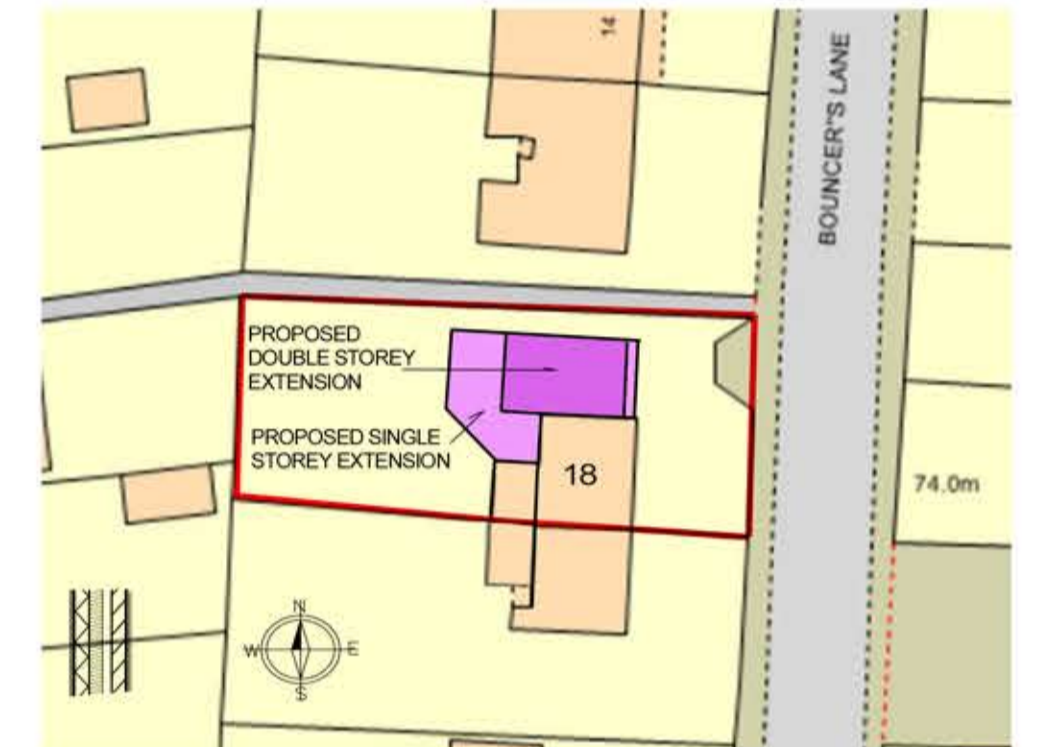 14
BOUNCER"S LANE
PROPOSED
DOUBLE STOREY
EXTENSION
PROPOSED SINGLE
STOREY EXTENSION
18
74.0m
N
W
E
S